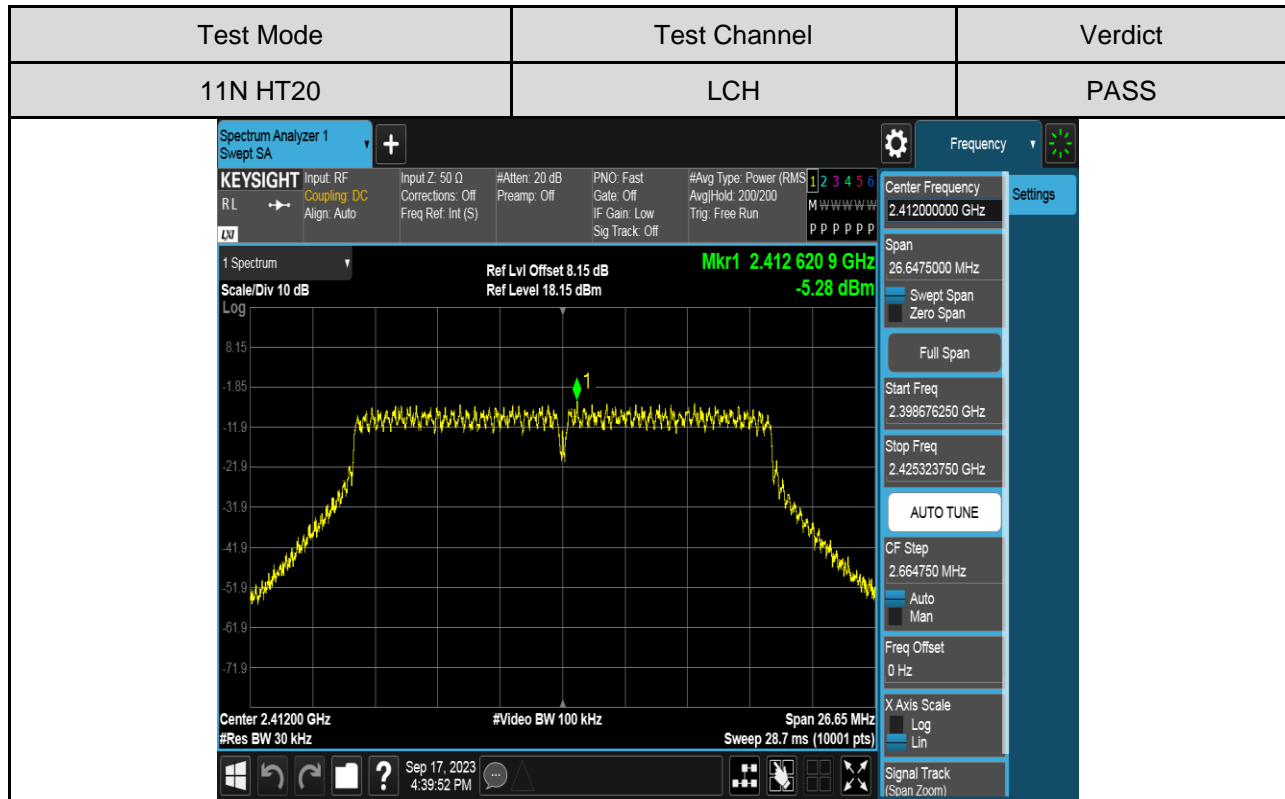 Test Mode
Test Channel
Verdict
11N HT20
LCH
PASS
Spectrum Analyzer 1
Swept SA
+
Frequency
KEYSIGHT
RL
LXI
Input: RF
Coupling: DC
Align: Auto
Input Z: 50 Ω
Corrections: Off
Freq Ref: Int (S)
#Atten: 20 dB
Preamp: Off
PNO: Fast
Gate: Off
IF Gain: Low
Sig Track: Off
#Avg Type: Power (RMS
Avg|Hold: 200/200
Trig: Free Run
1 2 3 4 5 6
M W W W W W
P P P P P P
1 Spectrum
Scale/Div 10 dB
Log
Ref Lvl Offset 8.15 dB
Ref Level 18.15 dBm
Mkr1 2.412 620 9 GHz
-5.28 dBm
8.15
-1.85
-11.9
-21.9
-31.9
-41.9
-51.9
-61.9
-71.9
1
Center 2.41200 GHz
#Res BW 30 kHz
#Video BW 100 kHz
Span 26.65 MHz
Sweep 28.7 ms (10001 pts)
Center Frequency
2.412000000 GHz
Settings
Span
26.6475000 MHz
Swept Span
Zero Span
Full Span
Start Freq
2.398676250 GHz
Stop Freq
2.425323750 GHz
AUTO TUNE
CF Step
2.664750 MHz
Auto
Man
Freq Offset
0 Hz
X Axis Scale
Log
Lin
Signal Track
(Span Zoom)
?
Sep 17, 2023
4:39:52 PM